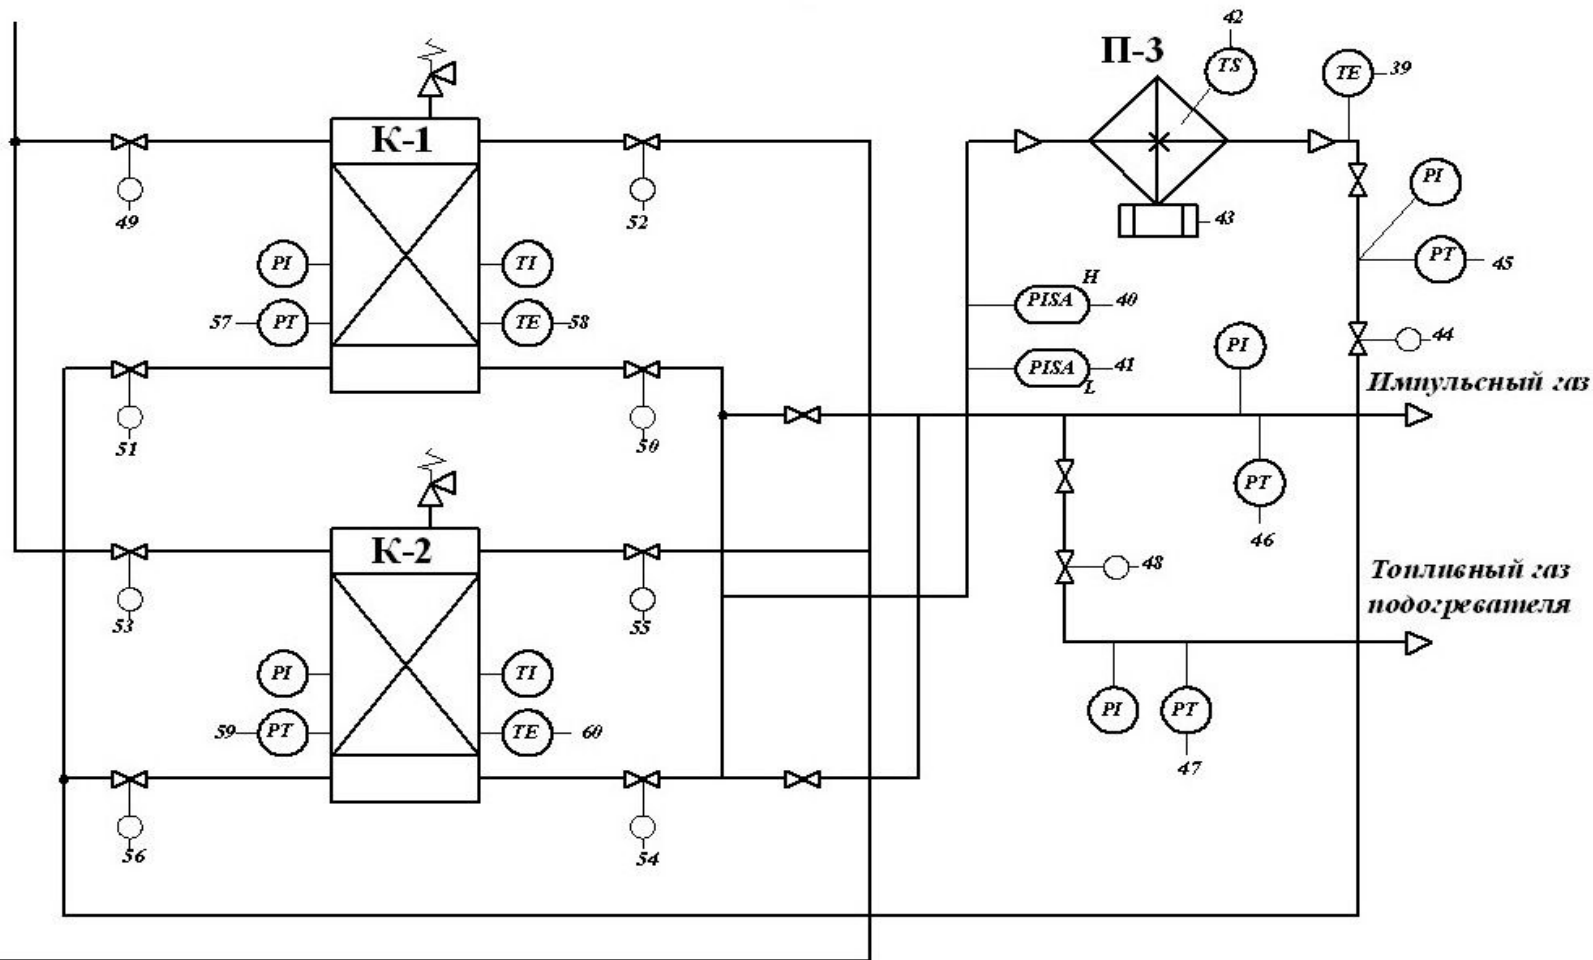 42
П-3
TS
TE
39
К-1
PI
49
52
43
PI
TI
PT
45
H
PISA
40
57
PT
TE
58
PI
44
PISA
41
L
Импульсный газ
51
50
PT
46
К-2
48
Топливный газ
подогревателя
53
55
PI
TI
59
PT
TE
60
PI
PT
47
56
54